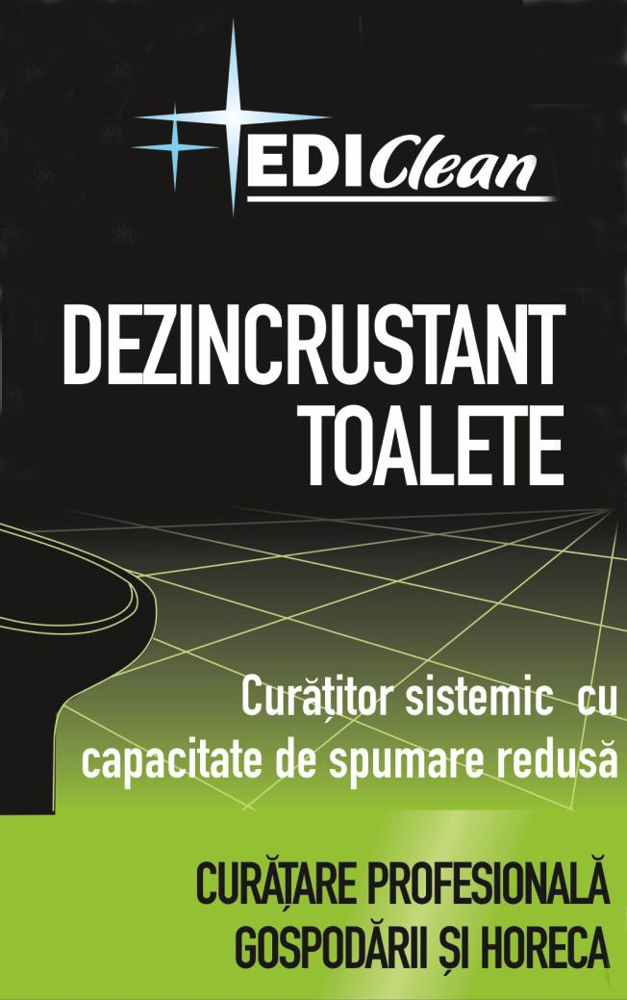 EDIClean
DEZINCRUSTANT
TOALETE
Curățitor sistemic cu
capacitate de spumare redusă
CURĂȚARE PROFESIONALĂ
GOSPODĂRII ȘI HORECA